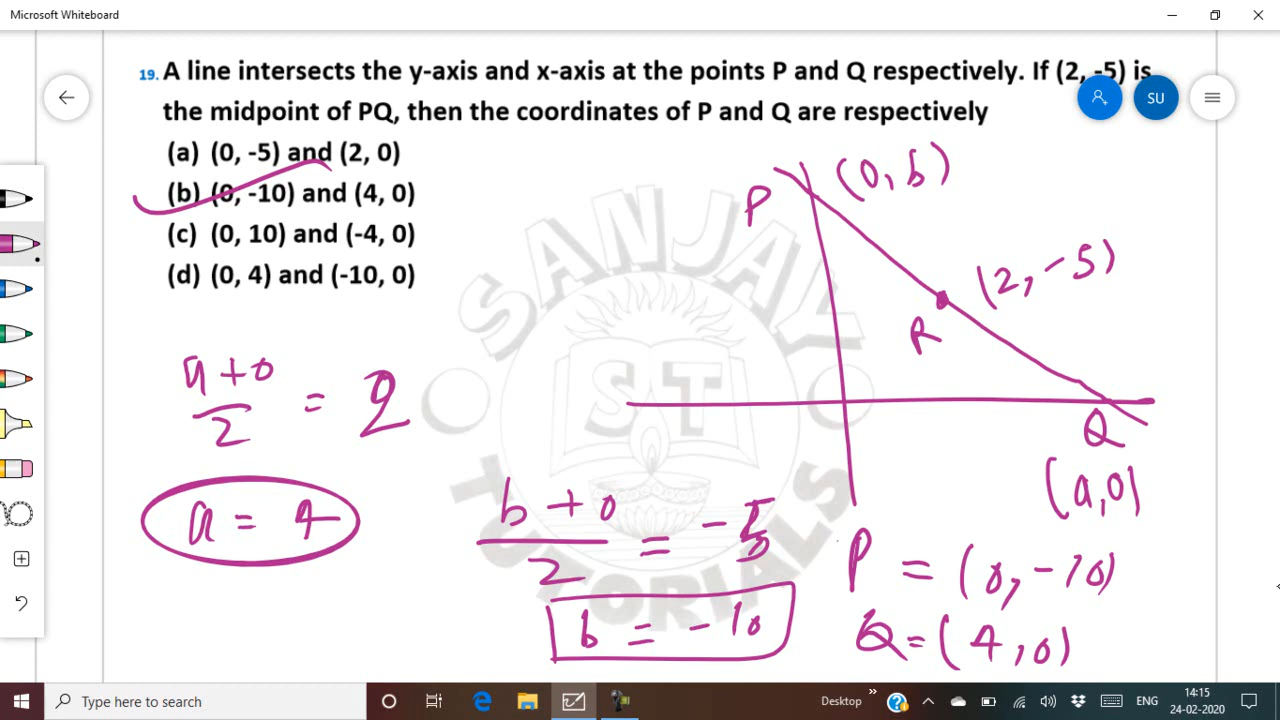 Microsoft Whiteboard
19. A line intersects the y-axis and x-axis at the points P and Q respectively. If (2, -5) is
the midpoint of PQ, then the coordinates of P and Q are respectively
(a) (0, -5) and (2, 0)
(b) (0, -10) and (4, 0)
(c) (0, 10) and (-4, 0)
(d) (0, 4) and (-10, 0)
SU
P
(0, b)
(2, -5)
R
Q
(a, 0)
a + 0 / 2 = 2
a = 4
b + 0 / 2 = -5
b = -10
P = (0, -10)
Q = (4, 0)
SANJAY
ST
TUTORIALS
Type here to search
Desktop
ENG
14:15
24-02-2020